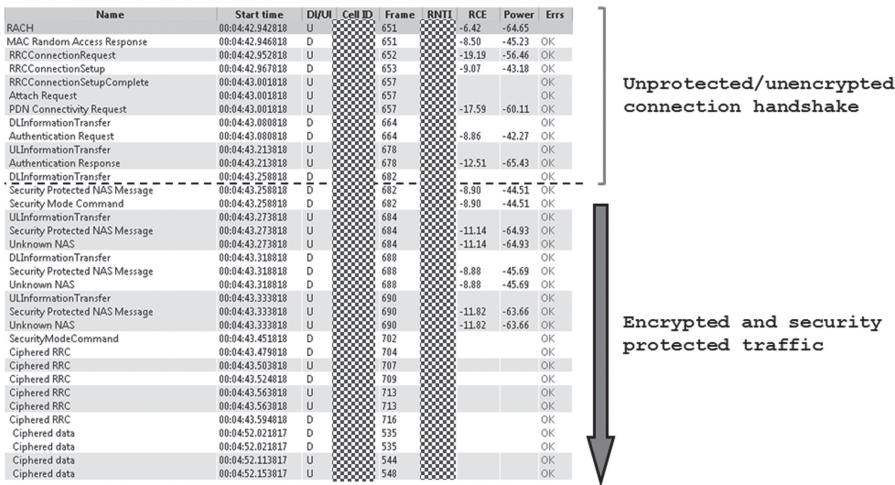 Name Start time Dl/Ul Cell ID Frame RNTI RCE Power Errs
RACH 00:04:42.942818 U 651 -6.42 -64.65
MAC Random Access Response 00:04:42.946818 D 651 -8.50 -45.23 OK
RRCConnectionRequest 00:04:42.952818 U 652 -19.19 -56.46 OK
RRCConnectionSetup 00:04:42.967818 D 653 -9.07 -43.18 OK
RRCConnectionSetupComplete 00:04:43.001818 U 657 OK
Attach Request 00:04:43.001818 U 657 OK
PDN Connectivity Request 00:04:43.001818 U 657 -17.59 -60.11 OK
DLInformationTransfer 00:04:43.080818 D 664 OK
Authentication Request 00:04:43.080818 D 664 -8.86 -42.27 OK
ULInformationTransfer 00:04:43.213818 U 678 OK
Authentication Response 00:04:43.213818 U 678 -12.51 -65.43 OK
DLInformationTransfer 00:04:43.258818 D 682 OK
Security Protected NAS Message 00:04:43.258818 D 682 -8.90 -44.51 OK
Security Mode Command 00:04:43.258818 D 682 -8.90 -44.51 OK
ULInformationTransfer 00:04:43.273818 U 684 OK
Security Protected NAS Message 00:04:43.273818 U 684 -11.14 -64.93 OK
Unknown NAS 00:04:43.273818 U 684 -11.14 -64.93 OK
DLInformationTransfer 00:04:43.318818 D 688 OK
Security Protected NAS Message 00:04:43.318818 D 688 -8.88 -45.69 OK
Unknown NAS 00:04:43.318818 D 688 -8.88 -45.69 OK
ULInformationTransfer 00:04:43.333818 U 690 OK
Security Protected NAS Message 00:04:43.333818 U 690 -11.82 -63.66 OK
Unknown NAS 00:04:43.333818 U 690 -11.82 -63.66 OK
SecurityModeCommand 00:04:43.451818 D 702 OK
Ciphered RRC 00:04:43.479818 D 704 OK
Ciphered RRC 00:04:43.503818 U 707 OK
Ciphered RRC 00:04:43.524818 D 709 OK
Ciphered RRC 00:04:43.563818 U 713 OK
Ciphered RRC 00:04:43.563818 U 713 OK
Ciphered RRC 00:04:43.594818 D 716 OK
Ciphered data 00:04:52.021817 D 535 OK
Ciphered data 00:04:52.021817 D 535 OK
Ciphered data 00:04:52.113817 U 544 OK
Ciphered data 00:04:52.153817 U 548 OK
Unprotected/unencrypted
connection handshake
Encrypted and security
protected traffic